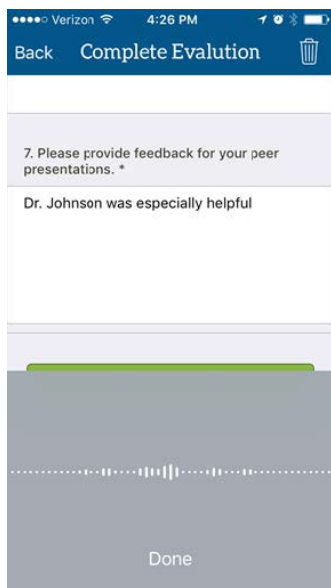 Verizon 4:26 PM
Back Complete Evalution
7. Please provide feedback for your peer
presentations. *
Dr. Johnson was especially helpful
Done